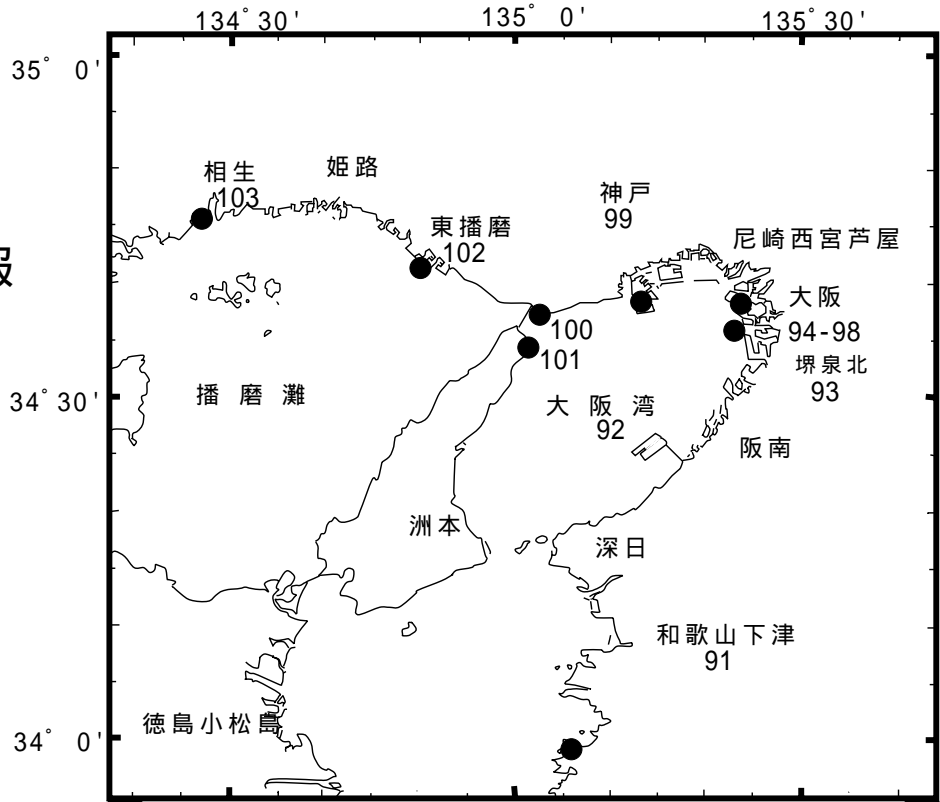 134° 30'
135° 0'
135° 30'
35° 0'
相生
103
姫路
神戸
99
東播磨
102
尼崎西宮芦屋
報
大阪
94-98
100
101
堺泉北
93
34° 30'
播磨灘
大阪湾
92
阪南
洲本
深日
和歌山下津
91
徳島小松島
34° 0'